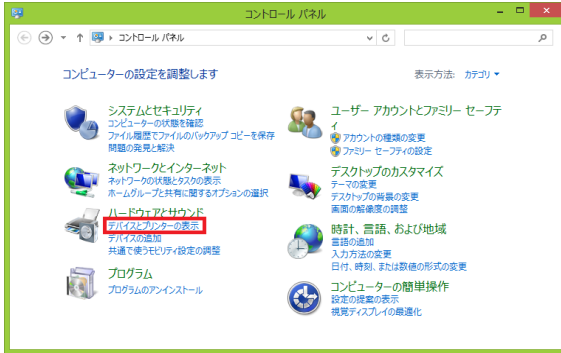 コントロール パネル
コントロール パネル
コンピューターの設定を調整します
表示方法: カテゴリ
システムとセキュリティ
コンピューターの状態を確認
ファイル履歴でファイルのバックアップ コピーを保存
問題の発見と解決
ネットワークとインターネット
ネットワークの状態とタスクの表示
ホームグループと共有に関するオプションの選択
ハードウェアとサウンド
デバイスとプリンターの表示
デバイスの追加
共通で使うモビリティ設定の調整
プログラム
プログラムのアンインストール
ユーザー アカウントとファミリー セーフテ
ィ
アカウントの種類の変更
ファミリー セーフティの設定
デスクトップのカスタマイズ
テーマの変更
デスクトップの背景の変更
画面の解像度の調整
時計、言語、および地域
言語の追加
入力方法の変更
日付、時刻、または数値の形式の変更
コンピューターの簡単操作
設定の提案の表示
視覚ディスプレイの最適化